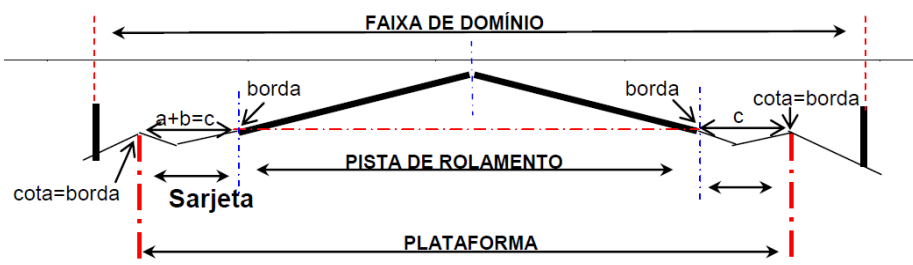 FAIXA DE DOMÍNIO
borda
borda
cota=borda
a+b=c
c
PISTA DE ROLAMENTO
cota=borda
Sarjeta
PLATAFORMA